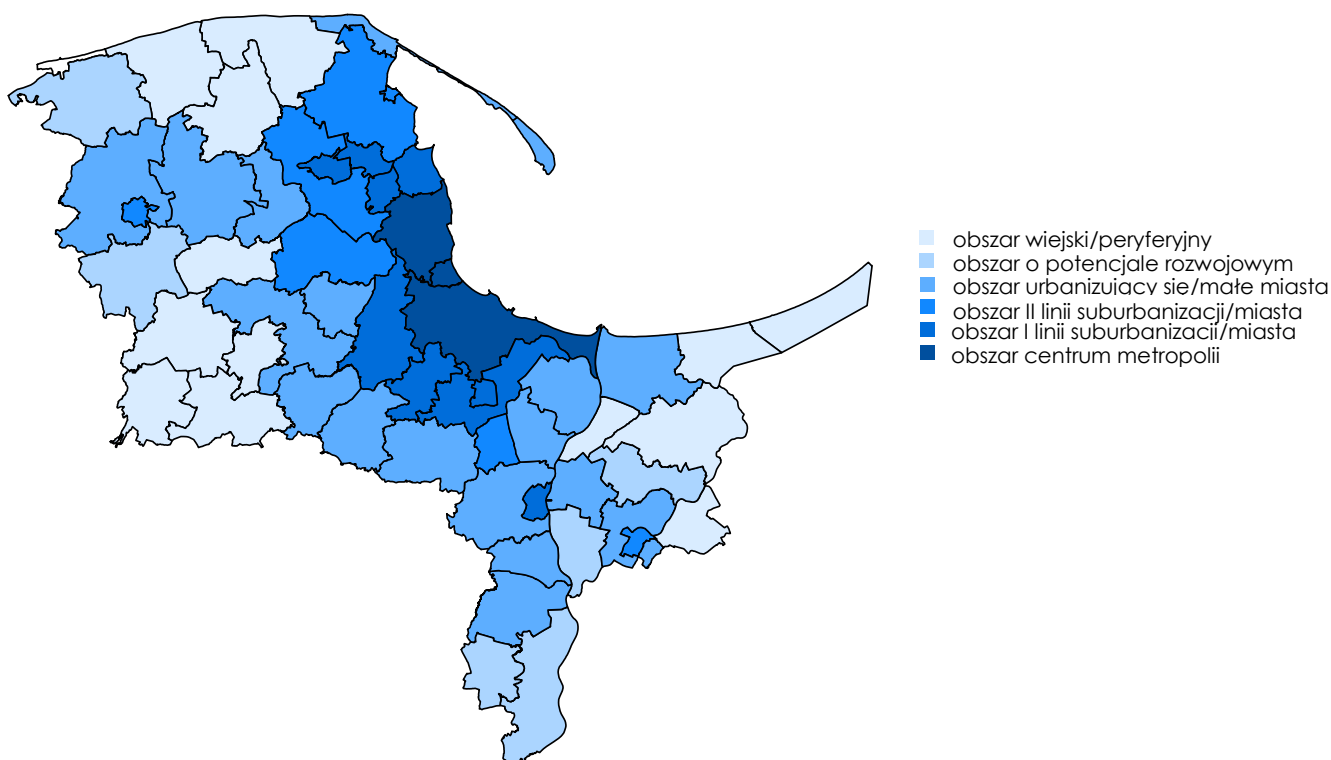 obszar wiejski/peryferyjny
obszar o potencjale rozwojowym
obszar urbanizujący sie/małe miasta
obszar II linii suburbanizacji/miasta
obszar I linii suburbanizacji/miasta
obszar centrum metropolii